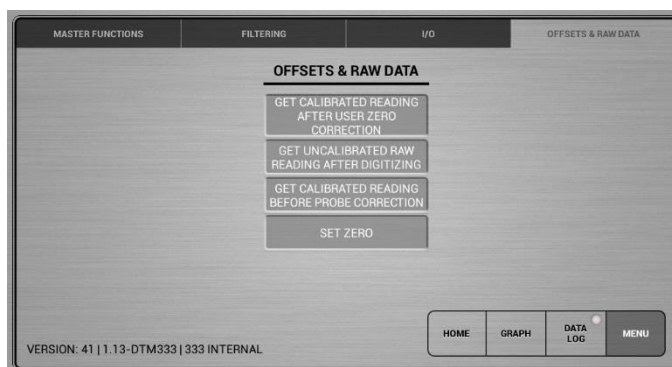 MASTER FUNCTIONS
FILTERING
I/O
OFFSETS & RAW DATA
OFFSETS & RAW DATA
GET CALIBRATED READING
AFTER USER ZERO
CORRECTION
GET UNCALIBRATED RAW
READING AFTER DIGITIZING
GET CALIBRATED READING
BEFORE PROBE CORRECTION
SET ZERO
HOME
GRAPH
DATA
LOG
MENU
VERSION: 41 | 1.13-DTM333 | 333 INTERNAL